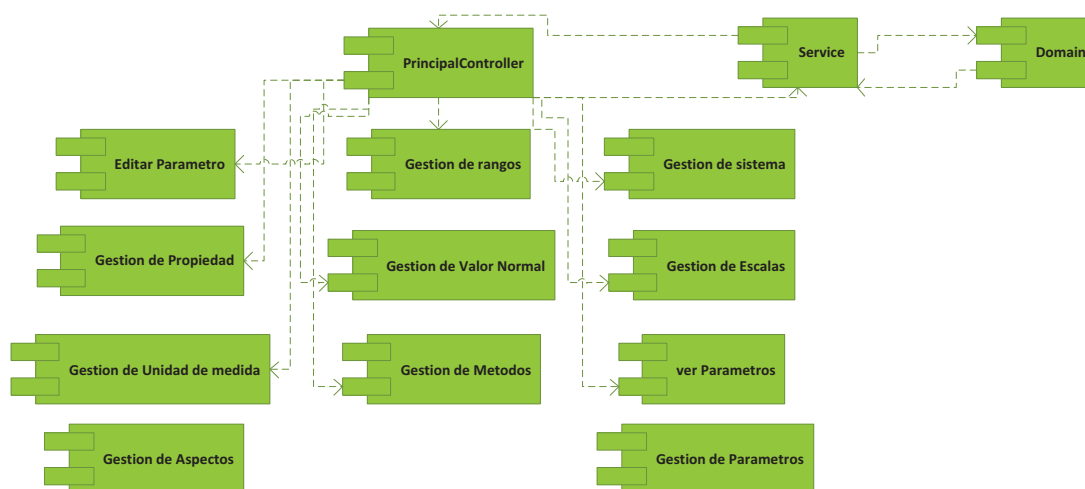 PrincipalController
Service
Domain
Editar Parametro
Gestion de rangos
Gestion de sistema
Gestion de Propiedad
Gestion de Valor Normal
Gestion de Escalas
Gestion de Unidad de medida
Gestion de Metodos
ver Parametros
Gestion de Aspectos
Gestion de Parametros